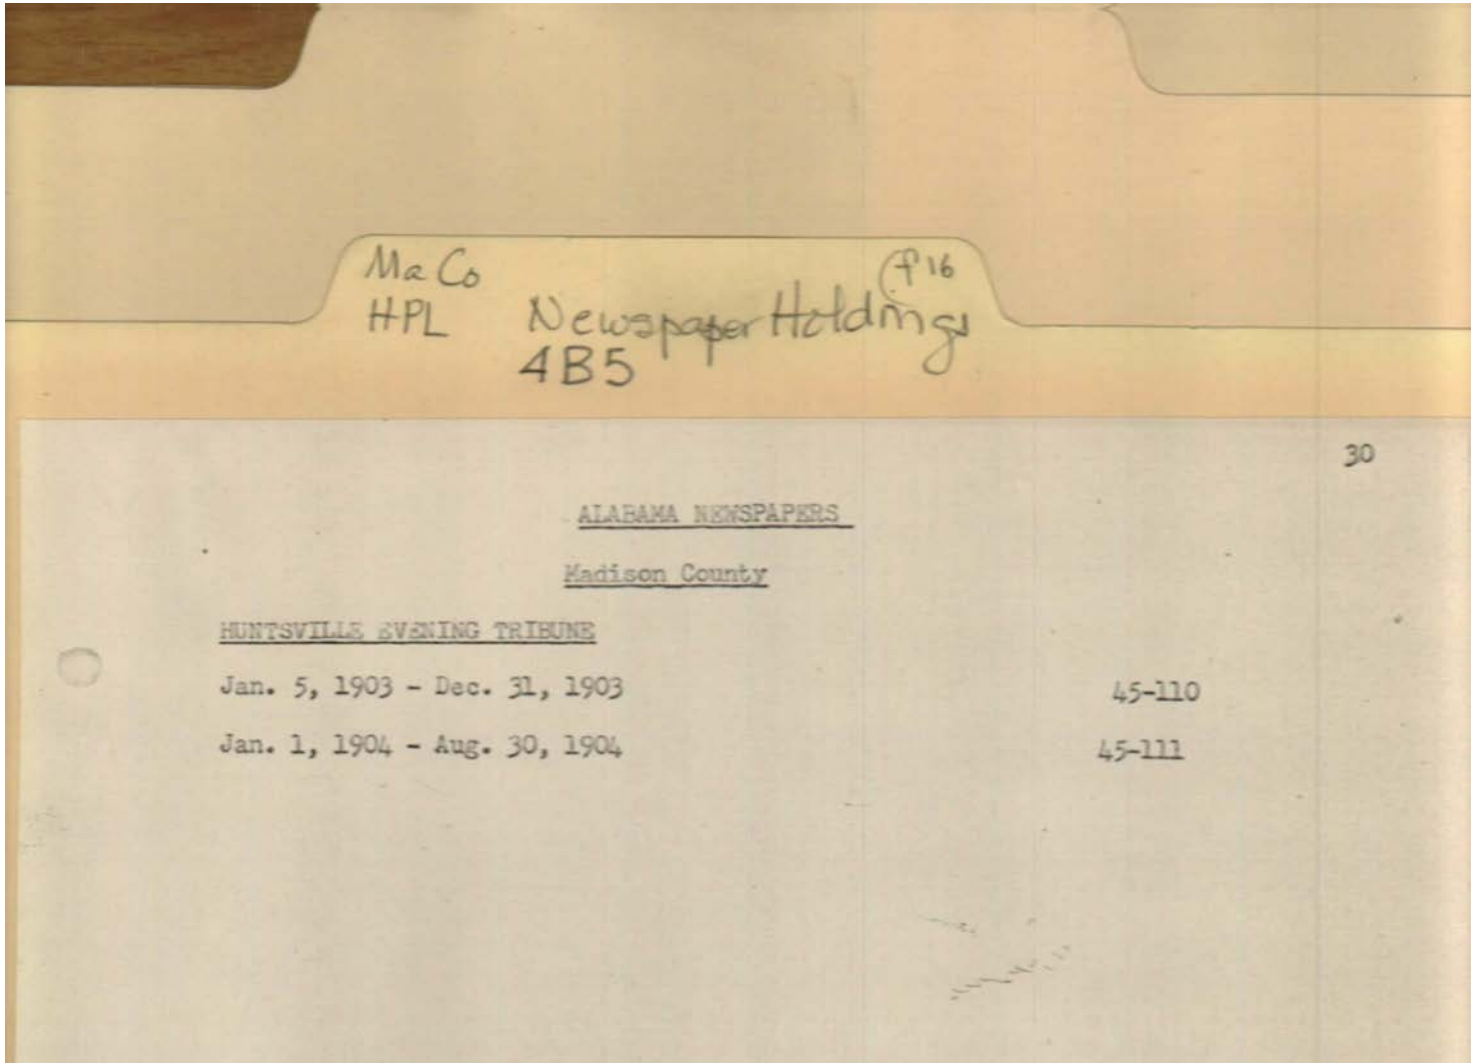 Ma Co f16
HPL Newspaper Holdings
4B5
30
ALABAMA NEWSPAPERS
Madison County
HUNTSVILLE EVENING TRIBUNE
Jan. 5, 1903 - Dec. 31, 1903 45-110
Jan. 1, 1904 - Aug. 30, 1904 45-111